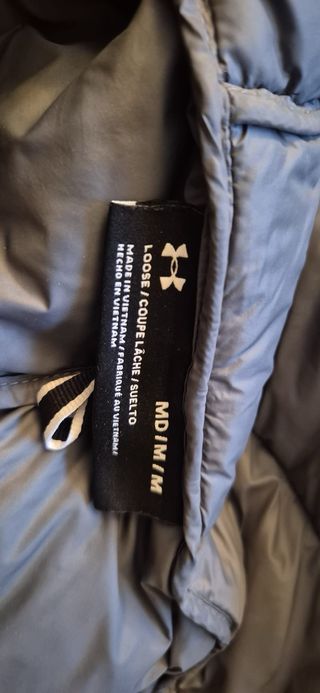 MD / M / M
LOOSE / COUPE LÂCHE / SUELTO
MADE IN VIETNAM / FABRIQUÉ AU VIETNAM /
HECHO EN VIETNAM